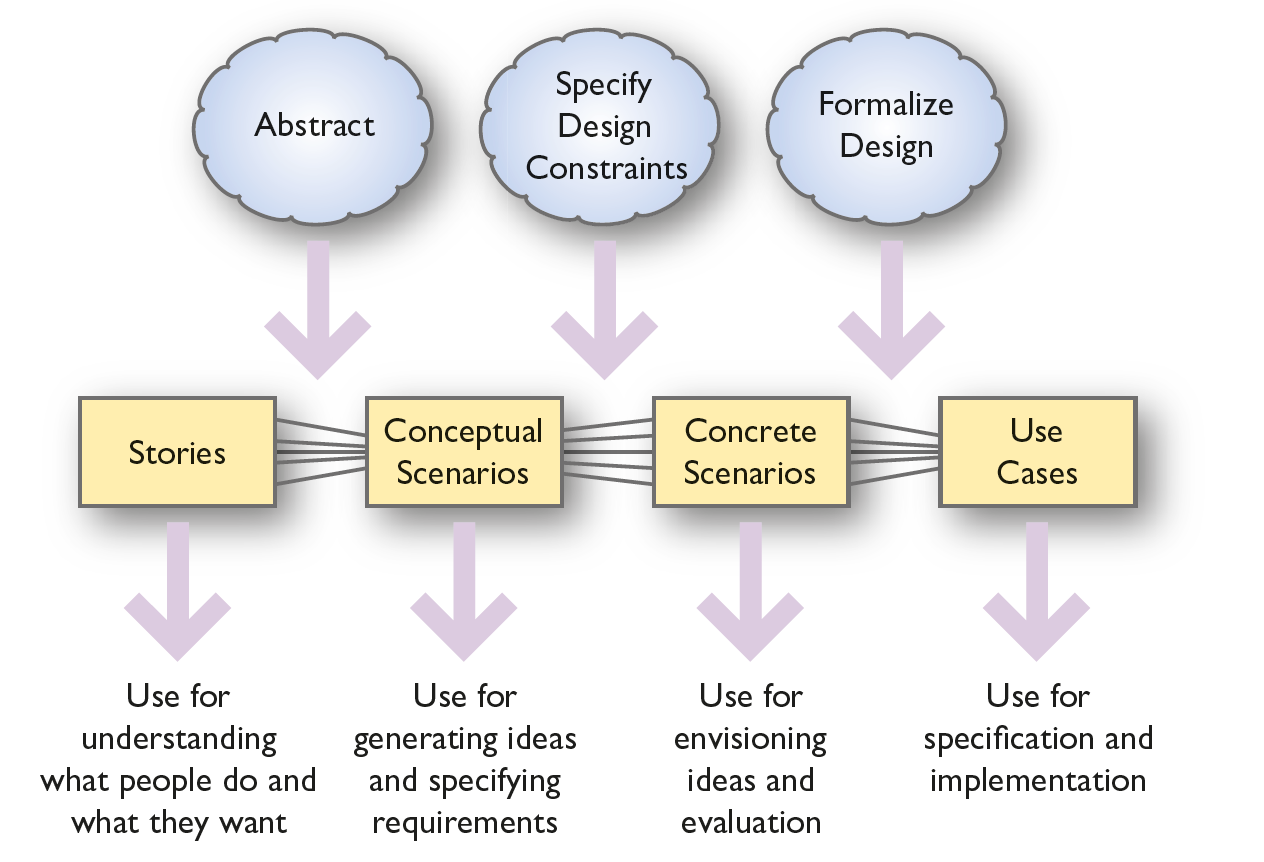 Abstract
Specify
Design
Constraints
Formalize
Design
Stories
Conceptual
Scenarios
Concrete
Scenarios
Use
Cases
Use for
understanding
what people do and
what they want
Use for
generating ideas
and specifying
requirements
Use for
envisioning
ideas and
evaluation
Use for
specification and
implementation